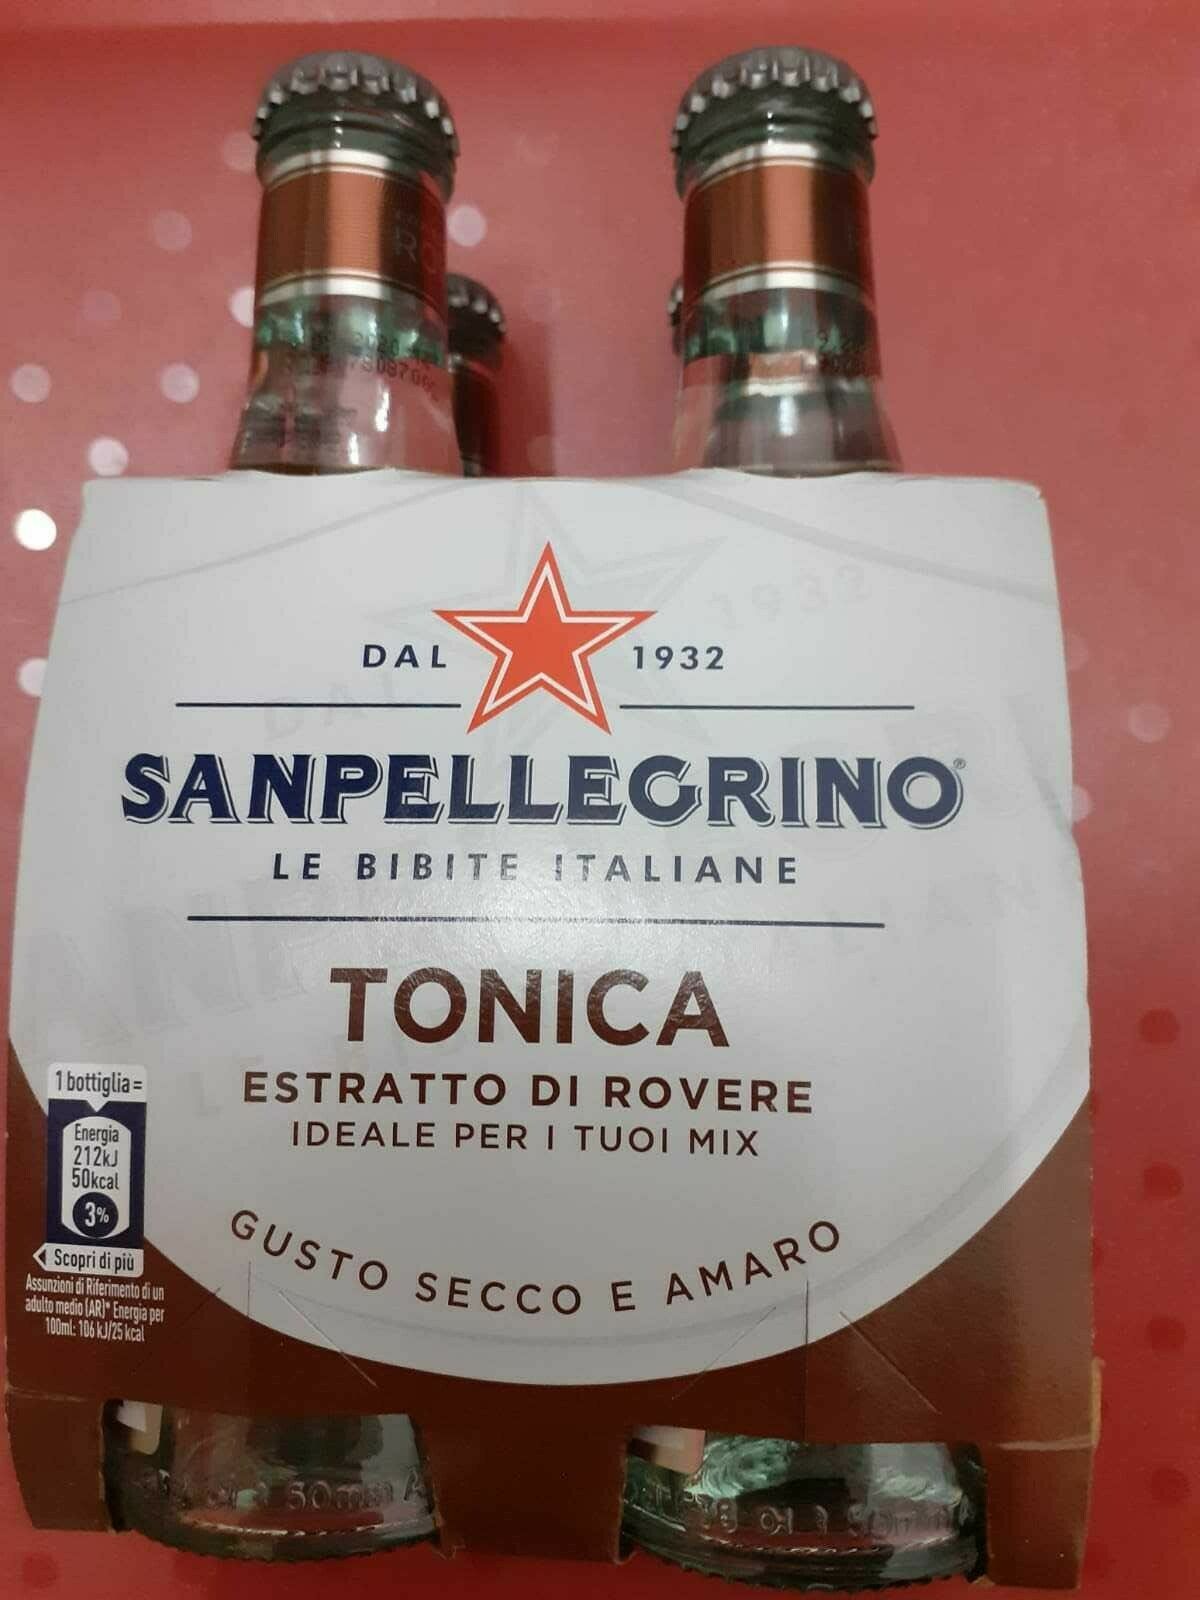 DAL 1932
SANPELLEGRINO®
LE BIBITE ITALIANE
TONICA
ESTRATTO DI ROVERE
IDEALE PER I TUOI MIX
GUSTO SECCO E AMARO
1 bottiglia =
Energia
212kJ
50kcal
3%
Scopri di più
Assunzioni di Riferimento di un
adulto medio (AR)* Energia per
100ml: 106 kJ/25 kcal